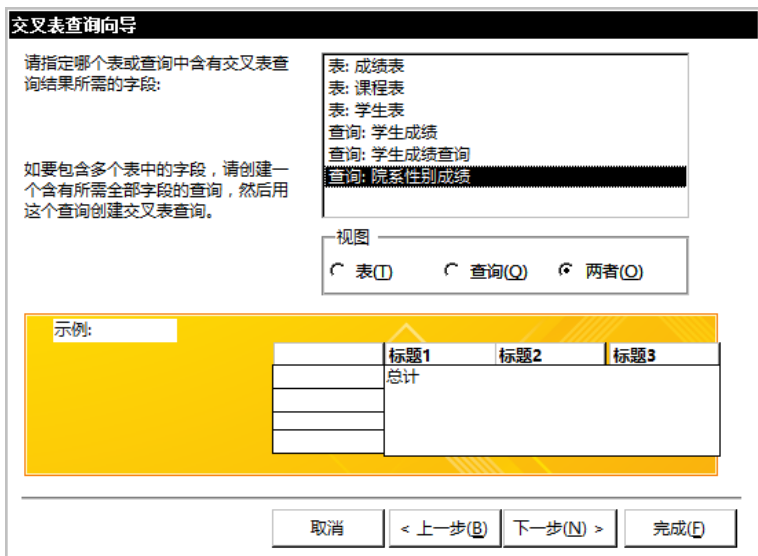 交叉表查询向导
请指定哪个表或查询中含有交叉表查
询结果所需的字段:
如要包含多个表中的字段，请创建一
个含有所需全部字段的查询，然后用
这个查询创建交叉表查询。
表: 成绩表
表: 课程表
表: 学生表
查询: 学生成绩
查询: 学生成绩查询
查询: 院系性别成绩
视图
表(T) 查询(Q) 两者(O)
示例:
标题1 标题2 标题3
总计
取消 < 上一步(B) 下一步(N) > 完成(F)